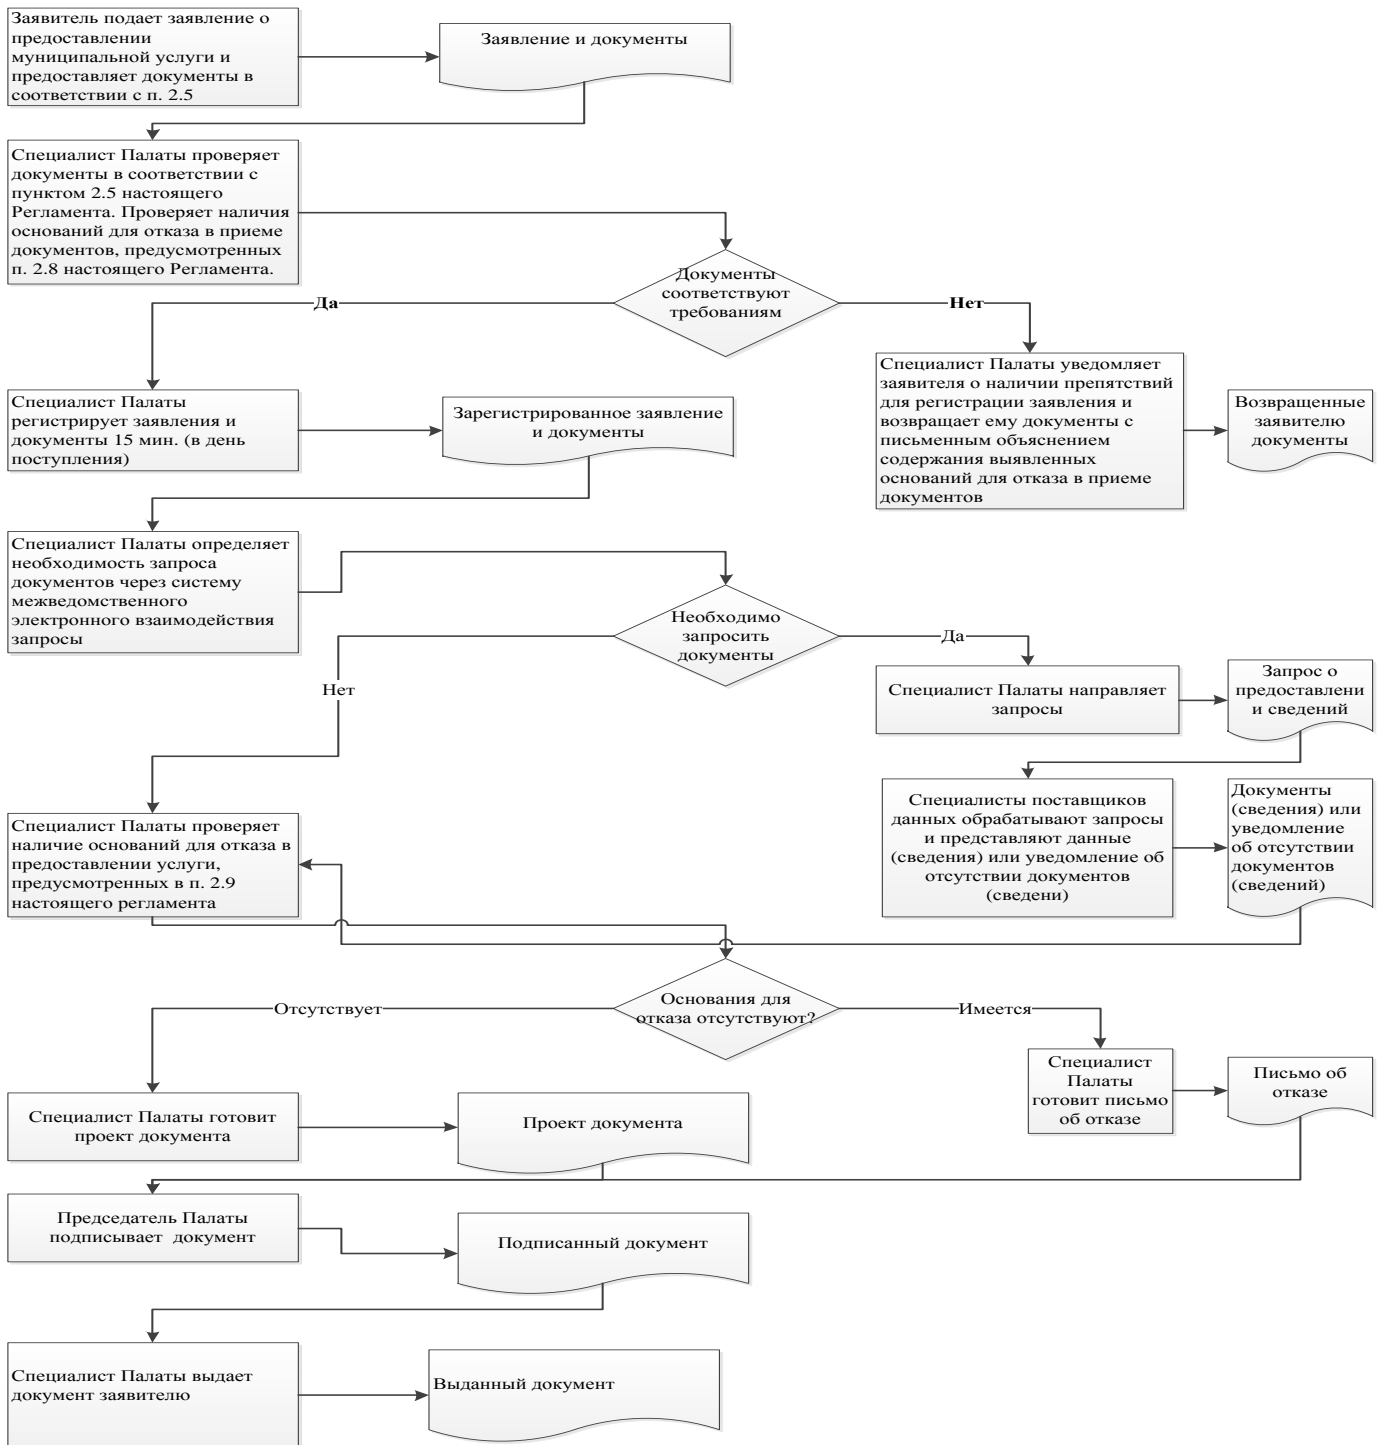 Заявитель подает заявление о
предоставлении
муниципальной услуги и
предоставляет документы в
соответствии с п. 2.5
Заявление и документы
Специалист Палаты проверяет
документы в соответствии с
пунктом 2.5 настоящего
Регламента. Проверяет наличия
оснований для отказа в приеме
документов, предусмотренных
п. 2.8 настоящего Регламента.
Документы
соответствуют
требованиям
Да
Нет
Специалист Палаты
регистрирует заявления и
документы 15 мин. (в день
поступления)
Зарегистрированное заявление
и документы
Специалист Палаты уведомляет
заявителя о наличии препятствий
для регистрации заявления и
возвращает ему документы с
письменным объяснением
содержания выявленных
оснований для отказа в приеме
документов
Возвращенные
заявителю
документы
Специалист Палаты определяет
необходимость запроса
документов через систему
межведомственного
электронного взаимодействия
запросы
Необходимо
запросить
документы
Нет
Да
Специалист Палаты направляет
запросы
Запрос о
предоставлени
и сведений
Специалисты поставщиков
данных обрабатывают запросы
и представляют данные
(сведения) или уведомление об
отсутствии документов
(сведени)
Документы
(сведения) или
уведомление
об отсутствии
документов
(сведений)
Специалист Палаты проверяет
наличие оснований для отказа в
предоставлении услуги,
предусмотренных в п. 2.9
настоящего регламента
Основания для
отказа отсутствуют?
Отсутствует
Имеется
Специалист
Палаты
готовит письмо
об отказе
Письмо об
отказе
Специалист Палаты готовит
проект документа
Проект документа
Председатель Палаты
подписывает  документ
Подписанный документ
Специалист Палаты выдает
документ заявителю
Выданный документ